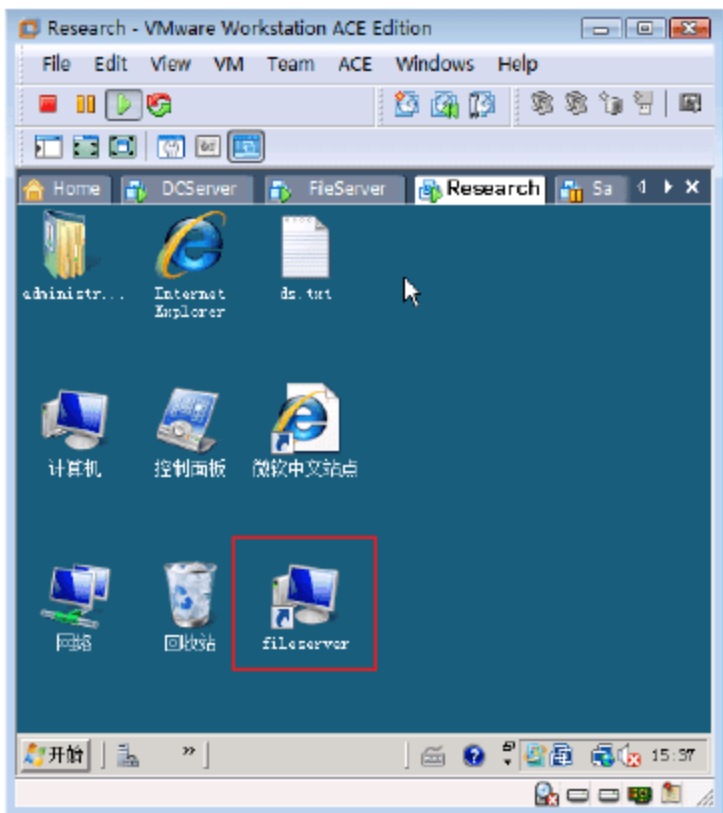 Research - VMware Workstation ACE Edition
File Edit View VM Team ACE Windows Help
Home DCServer FileServer Research Sa
administr... Internet Explorer ds.txt
计算机 控制面板 微软中文站点
网络 回收站 fileserver
开始 » 15:37